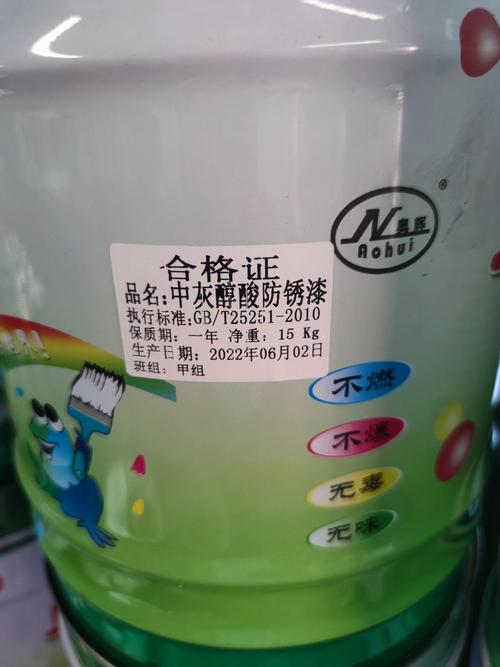 奥辉
Aohui
®
合格证
品名:中灰醇酸防锈漆
执行标准:GB/T25251-2010
保质期:一年 净重:15 Kg
生产日期:2022年06月02日
班组:甲组
不燃
不爆
无毒
无味